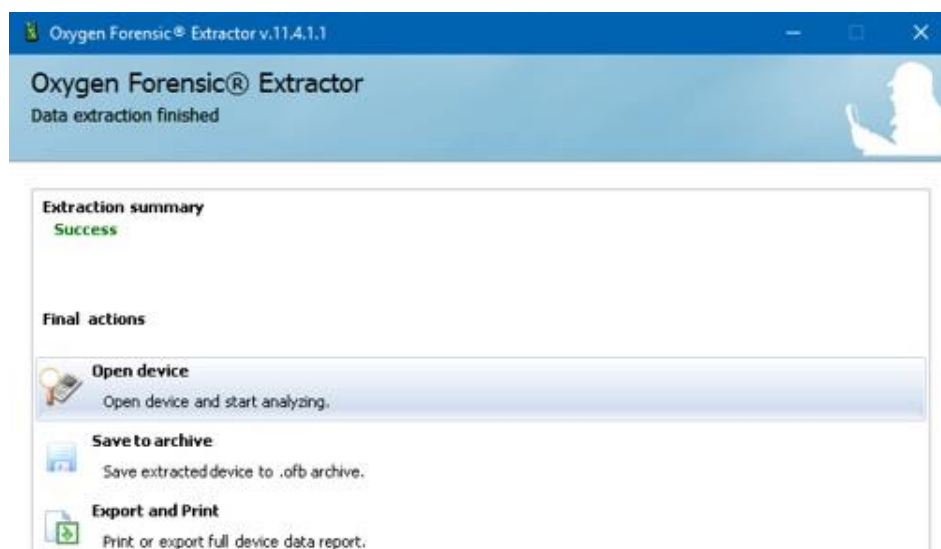 Oxygen Forensic® Extractor v.11.4.1.1
Oxygen Forensic® Extractor
Data extraction finished
Extraction summary
Success
Final actions
Open device
Open device and start analyzing.
Save to archive
Save extracted device to .ofb archive.
Export and Print
Print or export full device data report.